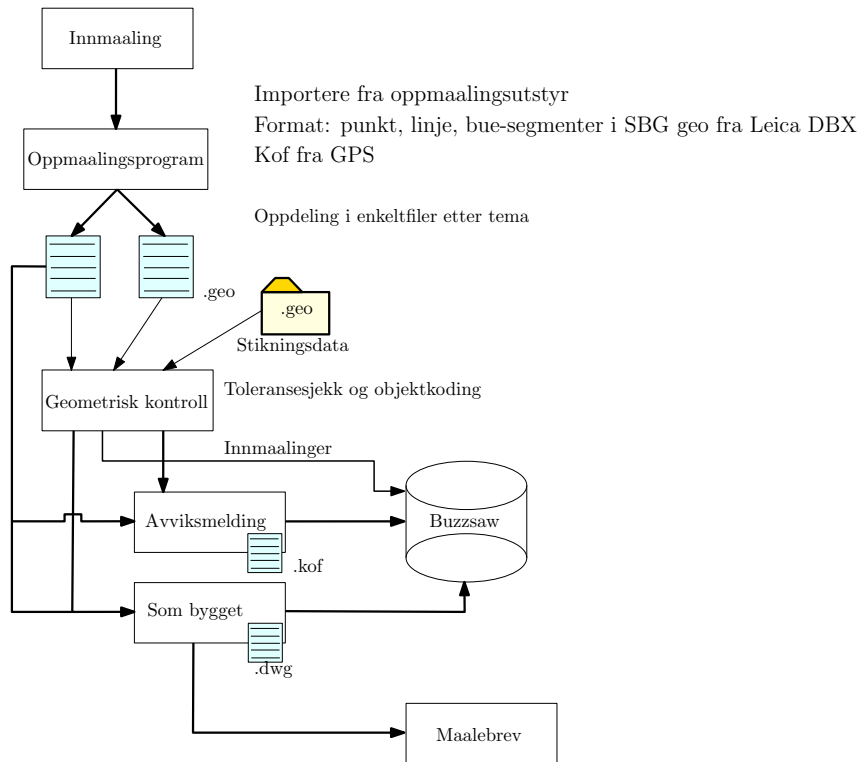 Innmaaling
Importere fra oppmaalingsutstyr
Format: punkt, linje, bue-segmenter i SBG geo fra Leica DBX
Kof fra GPS
Oppmaalingsprogram
Oppdeling i enkeltfiler etter tema
.geo
.geo
Stikningsdata
Geometrisk kontroll
Toleransesjekk og objektkoding
Innmaalinger
Avviksmelding
Buzzsaw
.kof
Som bygget
.dwg
Maalebrev